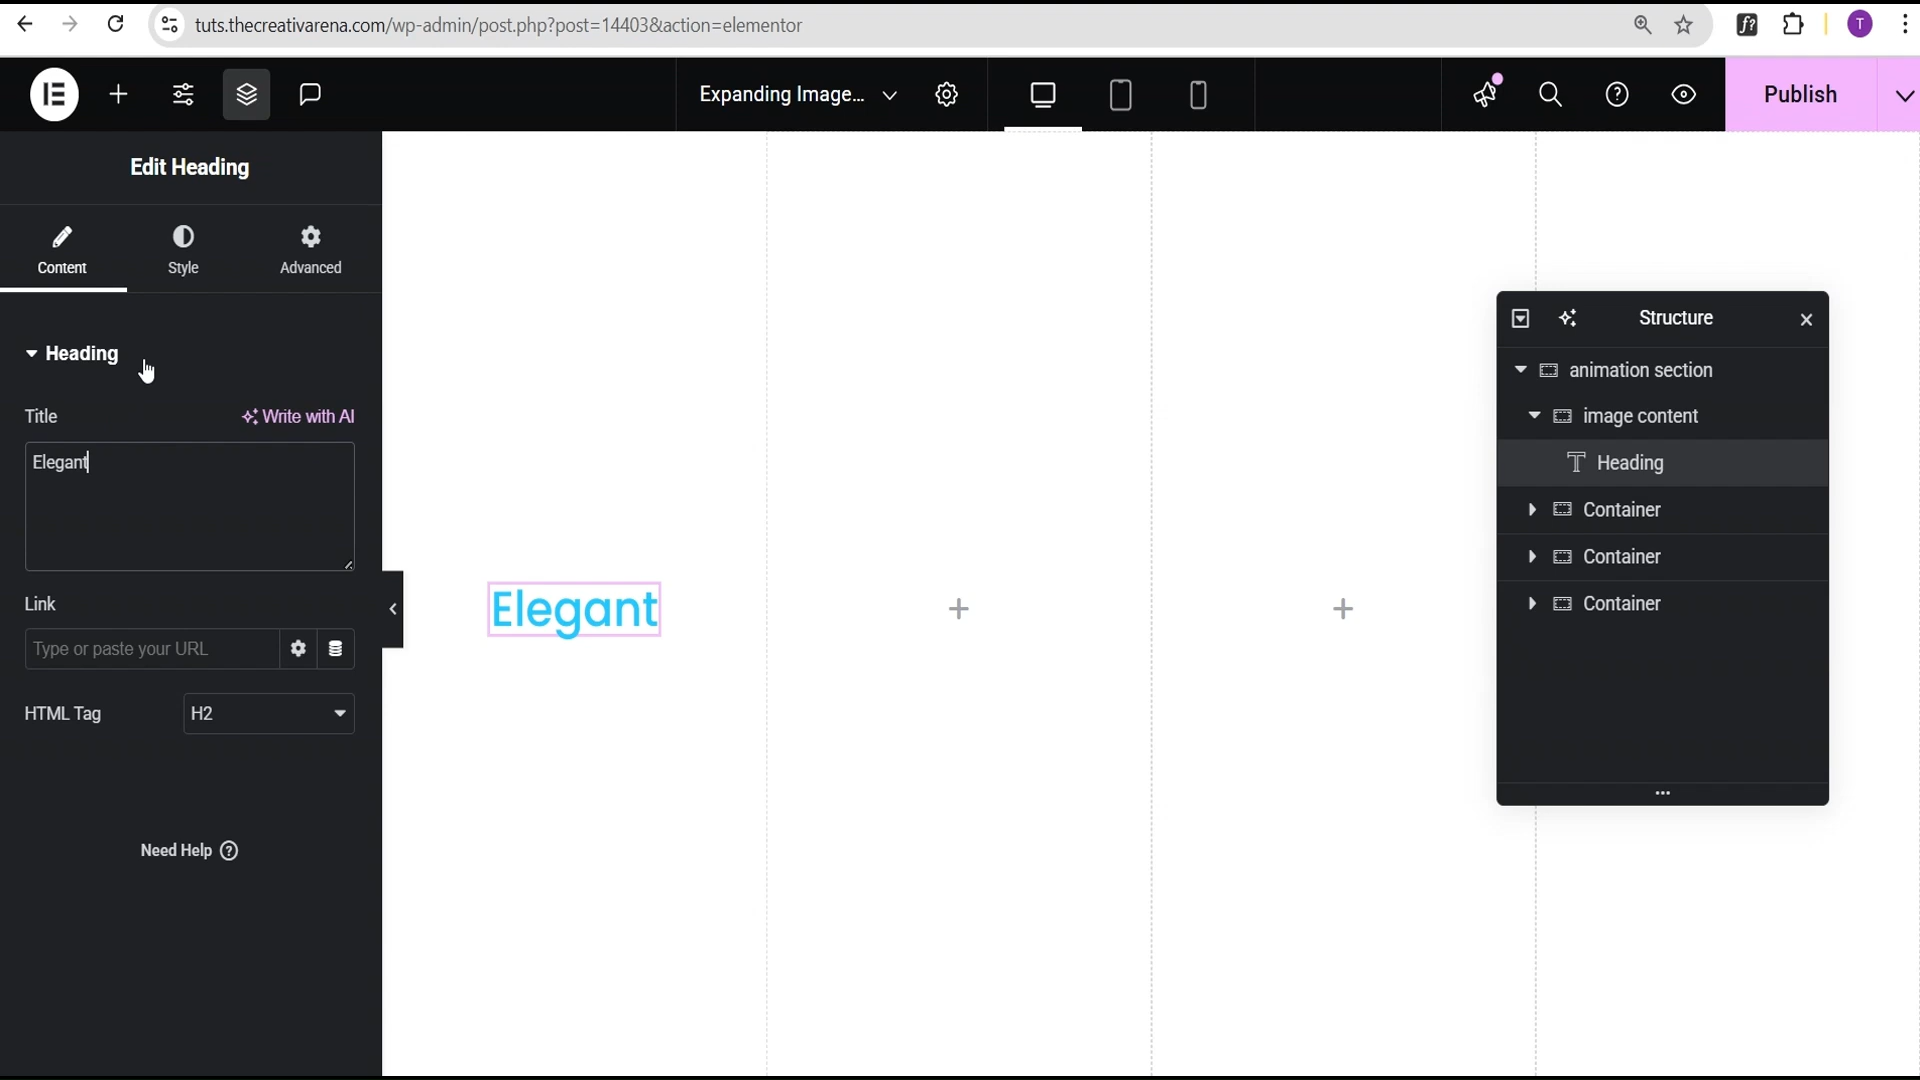 tuts.thecreativarena.com/wp-admin/post.php?post=14403&action=elementor
T
Expanding Image...
Publish
Edit Heading
Content
Style
Advanced
Heading
Title
Write with AI
Elegant
Link
Type or paste your URL
HTML Tag
H2
Need Help
Elegant
Structure
animation section
image content
Heading
Container
Container
Container